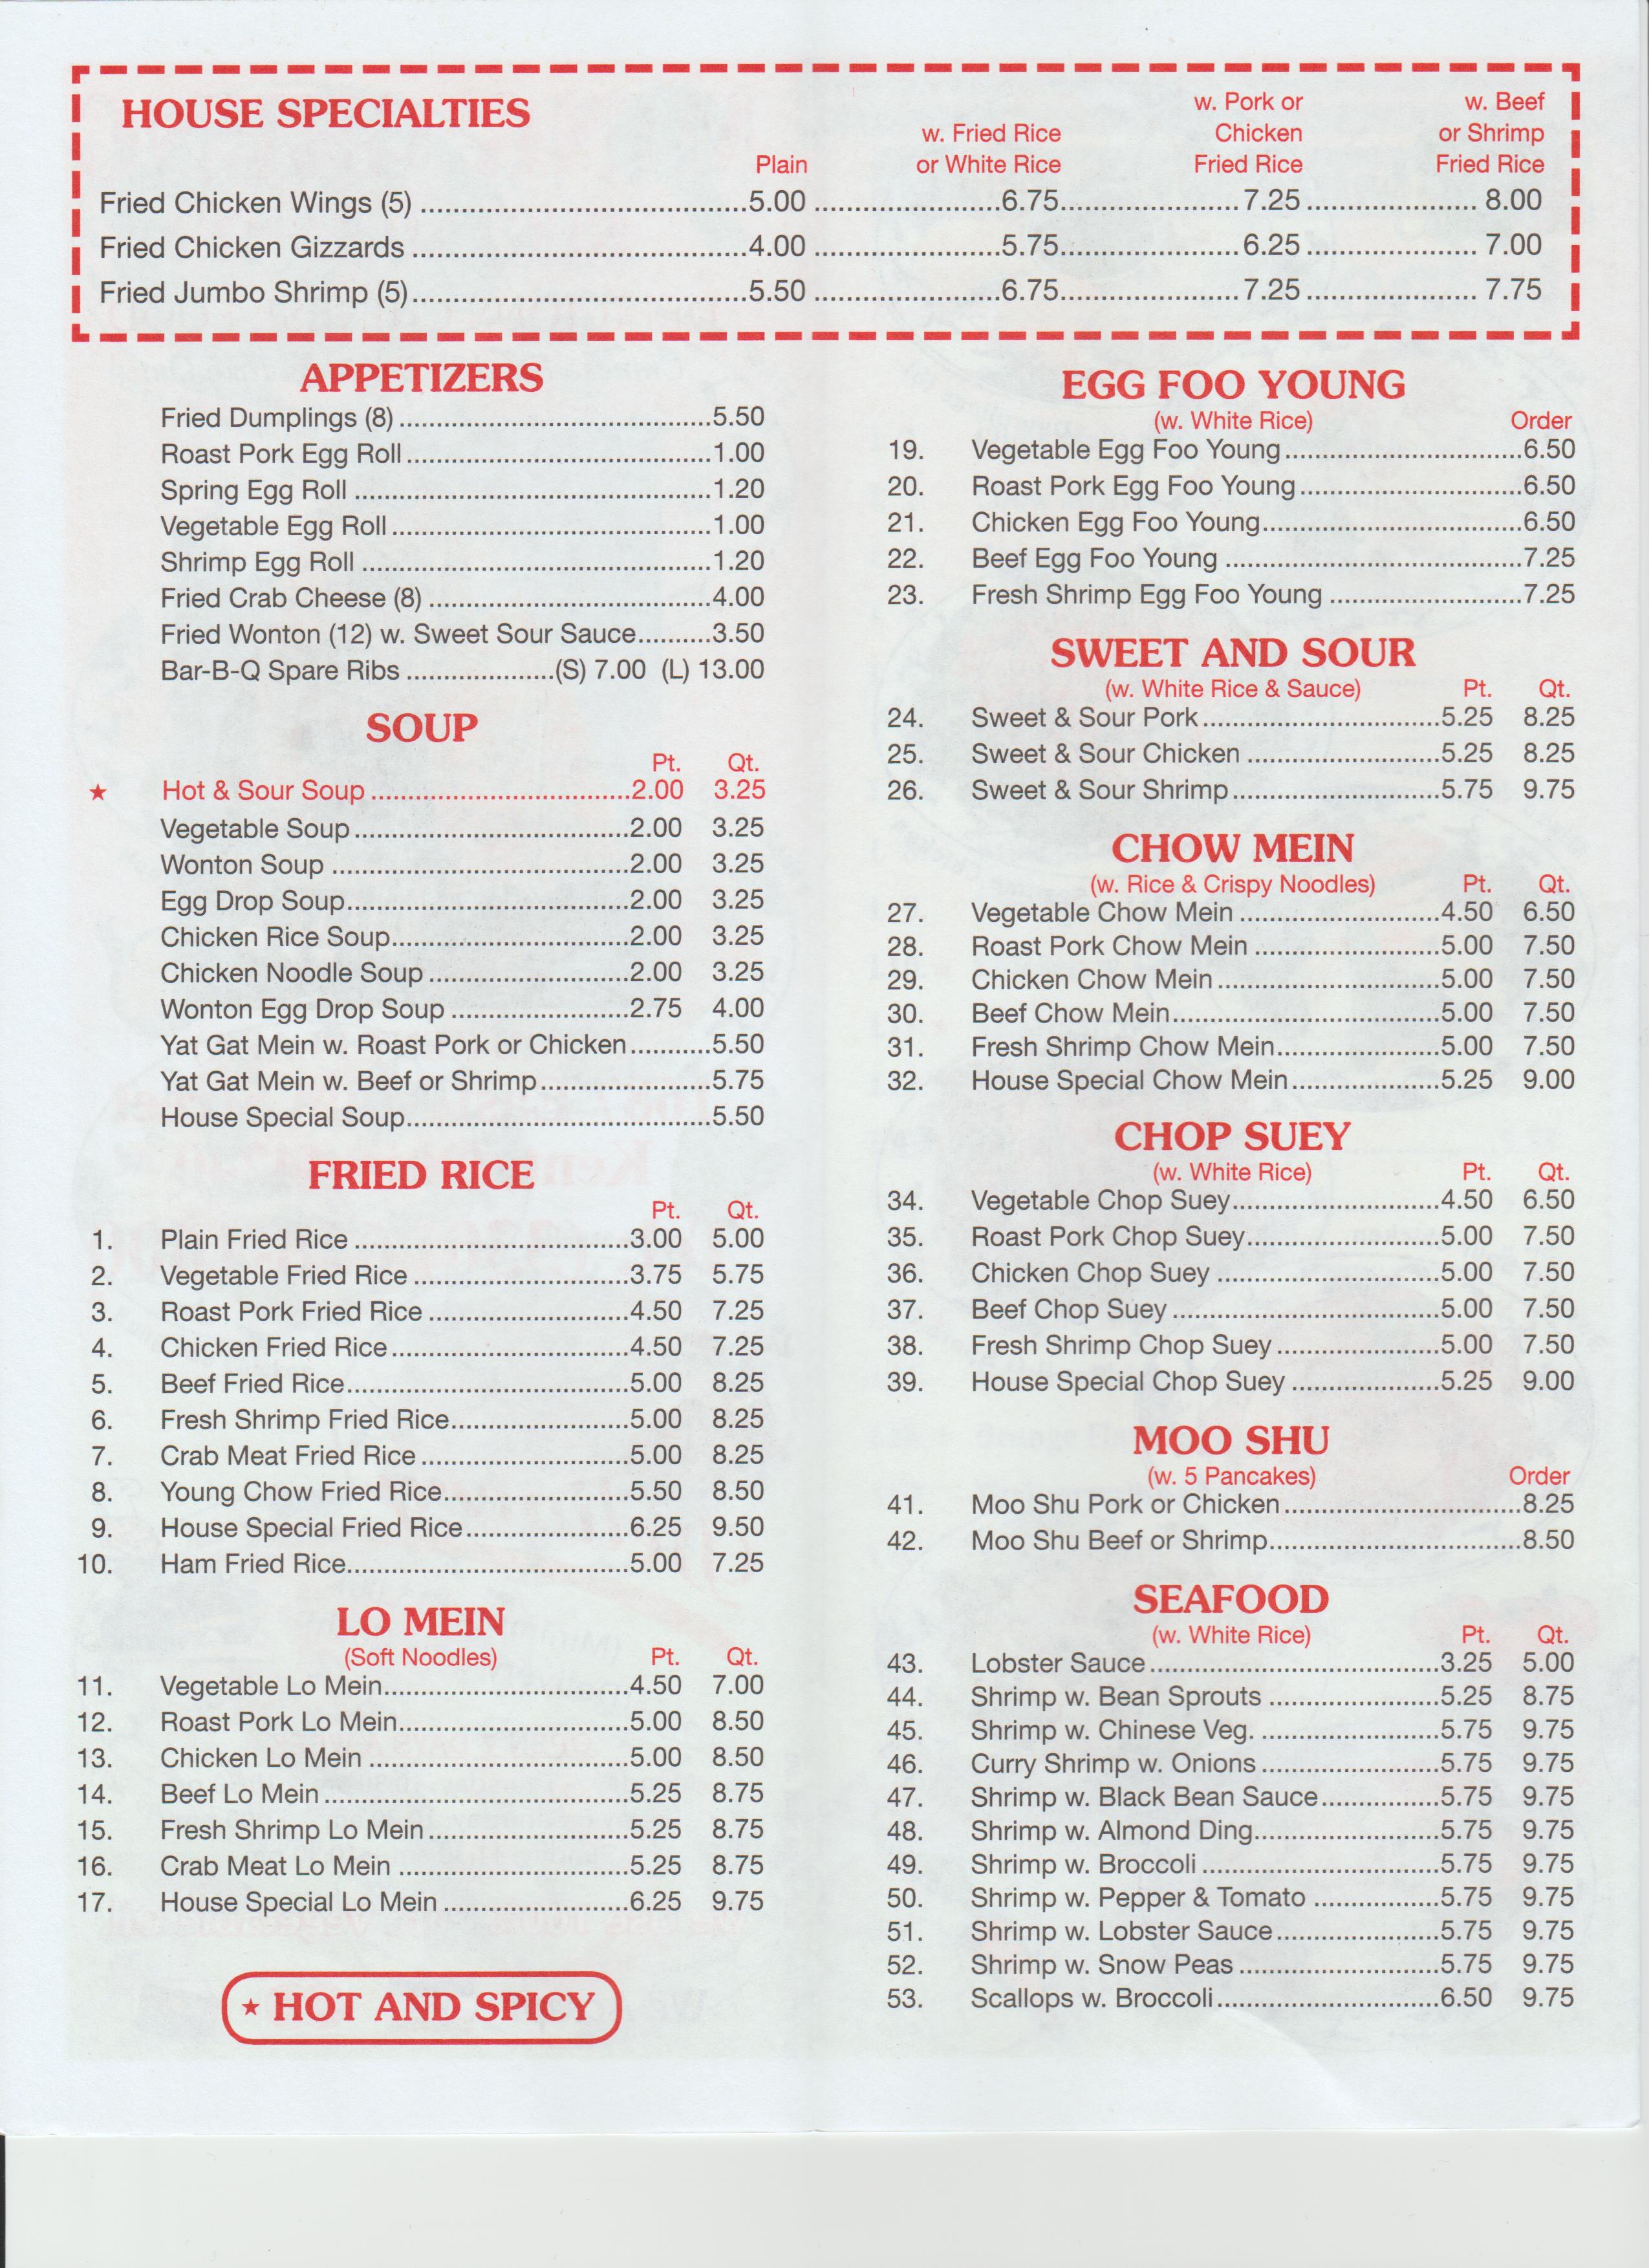 HOUSE SPECIALTIES
Plain
w. Fried Rice
or White Rice
w. Pork or
Chicken
Fried Rice
w. Beef
or Shrimp
Fried Rice
Fried Chicken Wings (5) 5.00 6.75 7.25 8.00
Fried Chicken Gizzards 4.00 5.75 6.25 7.00
Fried Jumbo Shrimp (5) 5.50 6.75 7.25 7.75
APPETIZERS
Fried Dumplings (8) 5.50
Roast Pork Egg Roll 1.00
Spring Egg Roll 1.20
Vegetable Egg Roll 1.00
Shrimp Egg Roll 1.20
Fried Crab Cheese (8) 4.00
Fried Wonton (12) w. Sweet Sour Sauce 3.50
Bar-B-Q Spare Ribs (S) 7.00 (L) 13.00
SOUP
Pt. Qt.
★ Hot & Sour Soup 2.00 3.25
Vegetable Soup 2.00 3.25
Wonton Soup 2.00 3.25
Egg Drop Soup 2.00 3.25
Chicken Rice Soup 2.00 3.25
Chicken Noodle Soup 2.00 3.25
Wonton Egg Drop Soup 2.75 4.00
Yat Gat Mein w. Roast Pork or Chicken 5.50
Yat Gat Mein w. Beef or Shrimp 5.75
House Special Soup 5.50
FRIED RICE
Pt. Qt.
1. Plain Fried Rice 3.00 5.00
2. Vegetable Fried Rice 3.75 5.75
3. Roast Pork Fried Rice 4.50 7.25
4. Chicken Fried Rice 4.50 7.25
5. Beef Fried Rice 5.00 8.25
6. Fresh Shrimp Fried Rice 5.00 8.25
7. Crab Meat Fried Rice 5.00 8.25
8. Young Chow Fried Rice 5.50 8.50
9. House Special Fried Rice 6.25 9.50
10. Ham Fried Rice 5.00 7.25
LO MEIN
(Soft Noodles) Pt. Qt.
11. Vegetable Lo Mein 4.50 7.00
12. Roast Pork Lo Mein 5.00 8.50
13. Chicken Lo Mein 5.00 8.50
14. Beef Lo Mein 5.25 8.75
15. Fresh Shrimp Lo Mein 5.25 8.75
16. Crab Meat Lo Mein 5.25 8.75
17. House Special Lo Mein 6.25 9.75
★ HOT AND SPICY
EGG FOO YOUNG
(w. White Rice) Order
19. Vegetable Egg Foo Young 6.50
20. Roast Pork Egg Foo Young 6.50
21. Chicken Egg Foo Young 6.50
22. Beef Egg Foo Young 7.25
23. Fresh Shrimp Egg Foo Young 7.25
SWEET AND SOUR
(w. White Rice & Sauce) Pt. Qt.
24. Sweet & Sour Pork 5.25 8.25
25. Sweet & Sour Chicken 5.25 8.25
26. Sweet & Sour Shrimp 5.75 9.75
CHOW MEIN
(w. Rice & Crispy Noodles) Pt. Qt.
27. Vegetable Chow Mein 4.50 6.50
28. Roast Pork Chow Mein 5.00 7.50
29. Chicken Chow Mein 5.00 7.50
30. Beef Chow Mein 5.00 7.50
31. Fresh Shrimp Chow Mein 5.00 7.50
32. House Special Chow Mein 5.25 9.00
CHOP SUEY
(w. White Rice) Pt. Qt.
34. Vegetable Chop Suey 4.50 6.50
35. Roast Pork Chop Suey 5.00 7.50
36. Chicken Chop Suey 5.00 7.50
37. Beef Chop Suey 5.00 7.50
38. Fresh Shrimp Chop Suey 5.00 7.50
39. House Special Chop Suey 5.25 9.00
MOO SHU
(w. 5 Pancakes) Order
41. Moo Shu Pork or Chicken 8.25
42. Moo Shu Beef or Shrimp 8.50
SEAFOOD
(w. White Rice) Pt. Qt.
43. Lobster Sauce 3.25 5.00
44. Shrimp w. Bean Sprouts 5.25 8.75
45. Shrimp w. Chinese Veg. 5.75 9.75
46. Curry Shrimp w. Onions 5.75 9.75
47. Shrimp w. Black Bean Sauce 5.75 9.75
48. Shrimp w. Almond Ding 5.75 9.75
49. Shrimp w. Broccoli 5.75 9.75
50. Shrimp w. Pepper & Tomato 5.75 9.75
51. Shrimp w. Lobster Sauce 5.75 9.75
52. Shrimp w. Snow Peas 5.75 9.75
53. Scallops w. Broccoli 6.50 9.75